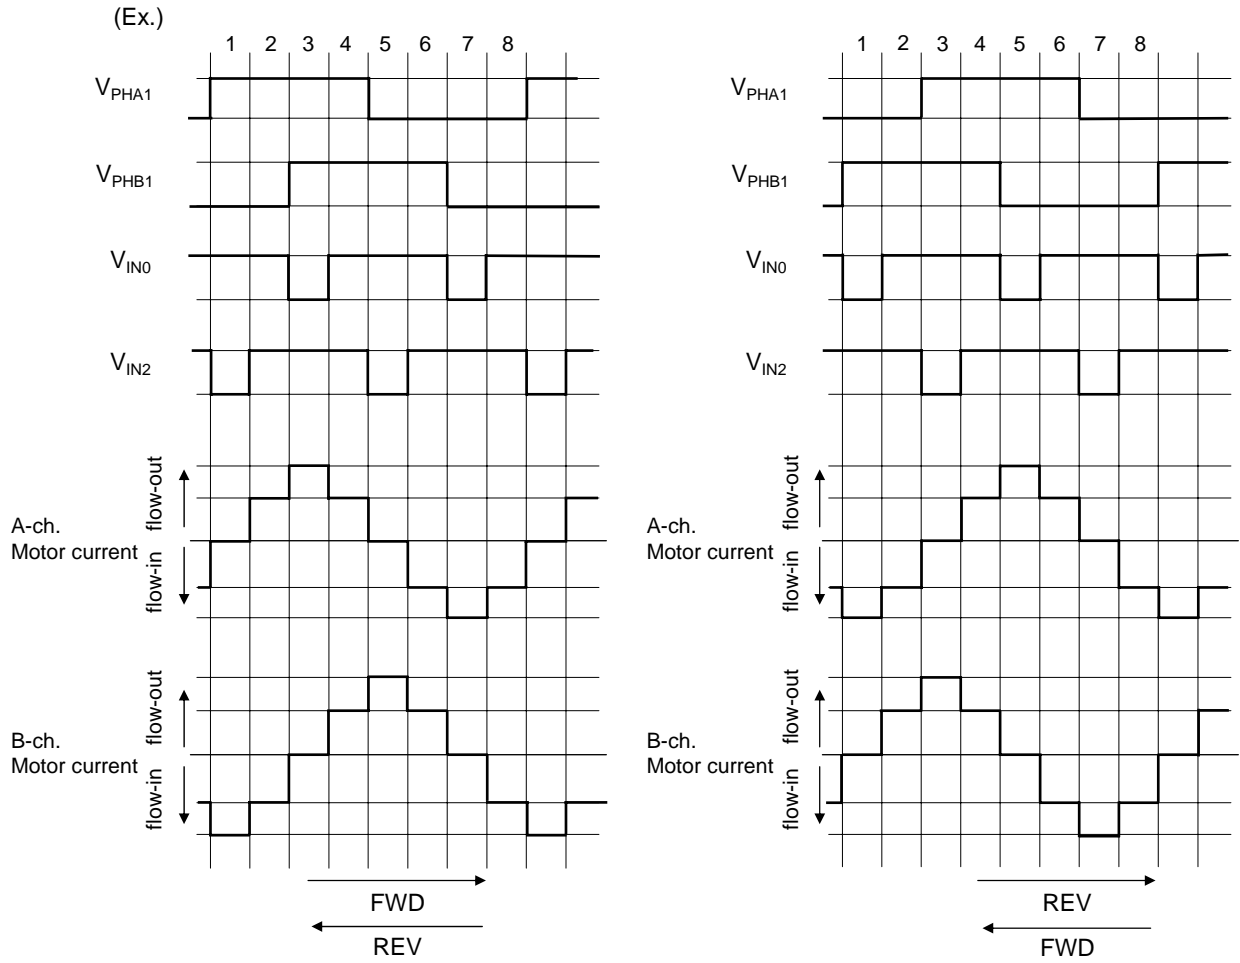 (Ex.)
1 2 3 4 5 6 7 8
VPHA1
VPHB1
VIN0
VIN2
flow-out
A-ch.
Motor current
flow-in
flow-out
B-ch.
Motor current
flow-in
FWD
REV
1 2 3 4 5 6 7 8
VPHA1
VPHB1
VIN0
VIN2
flow-out
A-ch.
Motor current
flow-in
flow-out
B-ch.
Motor current
flow-in
REV
FWD